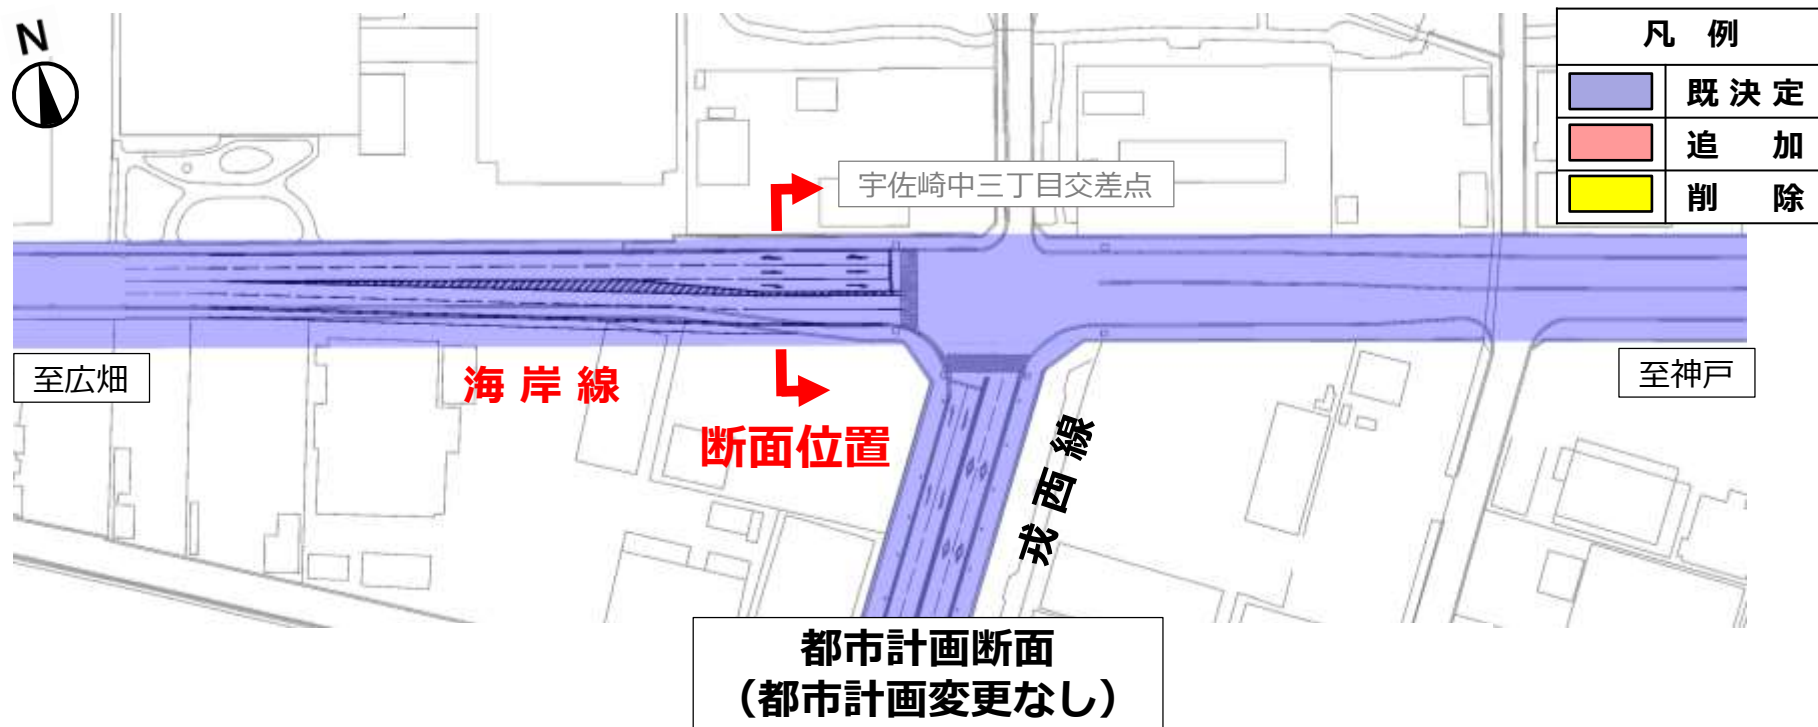 N
凡 例
既 決 定
追 加
削 除
宇佐崎中三丁目交差点
至広畑
海 岸 線
断面位置
戎 西 線
至神戸
都市計画断面
（都市計画変更なし）